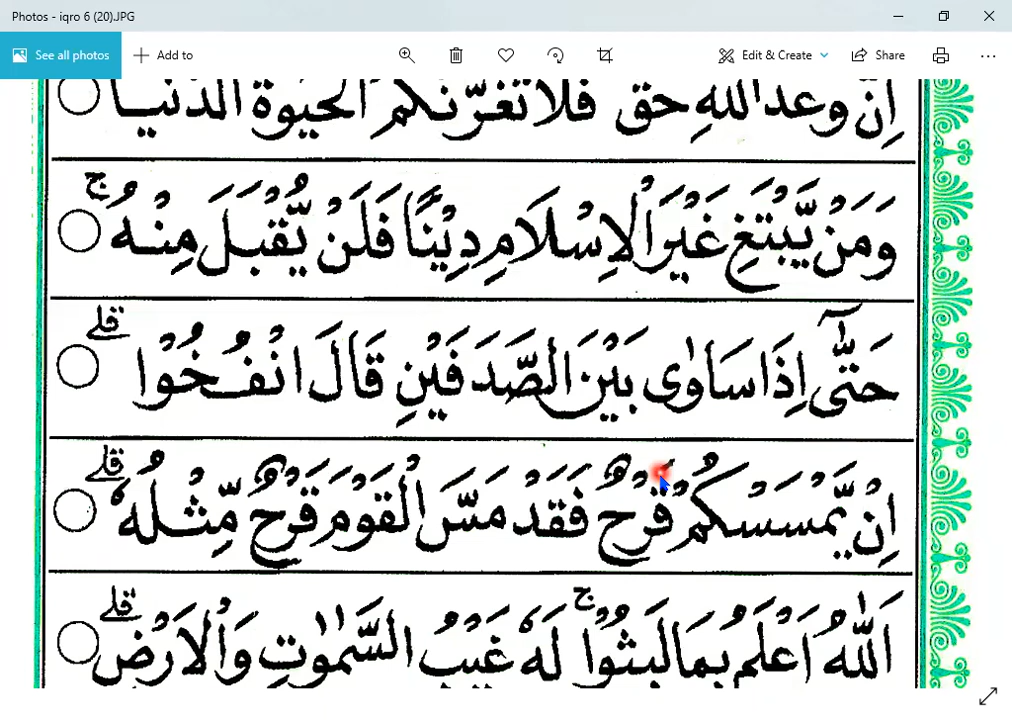 Photos - iqro 6 (20).JPG
See all photos
Add to
Edit & Create
Share
اِنَّ وَعْدَ اللّٰهِ حَقٌّ فَلَا تَغُرَّنَّكُمُ الْحَيٰوةُ الدُّنْيَا
وَمَنْ يَّبْتَغِ غَيْرَ الْاِسْلَامِ دِيْنًا فَلَنْ يُّقْبَلَ مِنْهُ ۚ
حَتّٰىٓ اِذَا سَاوٰى بَيْنَ الصَّدَفَيْنِ قَالَ انْفُخُوْا ۗ
اِنْ يَّمْسَسْكُمْ قَرْحٌ فَقَدْ مَسَّ الْقَوْمَ قَرْحٌ مِّثْلُهٗ ۗ
اَللّٰهُ اَعْلَمُ بِمَا لَبِثُوْا ۚ لَهٗ غَيْبُ السَّمٰوٰتِ وَالْاَرْضِ ۗ